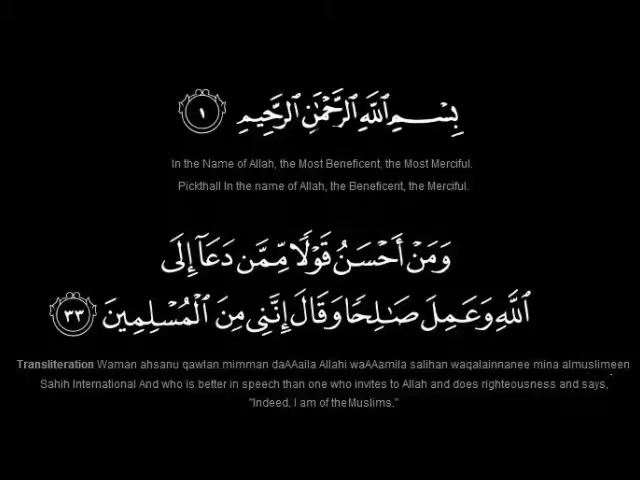 بِسْمِ ٱللَّهِ ٱلرَّحْمَٰنِ ٱلرَّحِيمِ ١
In the Name of Allah, the Most Beneficent, the Most Merciful.
Pickthall In the name of Allah, the Beneficent, the Merciful.
وَمَنْ أَحْسَنُ قَوْلًا مِّمَّن دَعَآ إِلَى
ٱللَّهِ وَعَمِلَ صَـٰلِحًا وَقَالَ إِنَّنِى مِنَ ٱلْمُسْلِمِينَ ٣٣
Transliteration Waman ahsanu qawlan mimman daAAaila Allahi waAAamila salihan waqalainnanee mina almuslimeen
Sahih International And who is better in speech than one who invites to Allah and does righteousness and says,
"Indeed, I am of the Muslims."